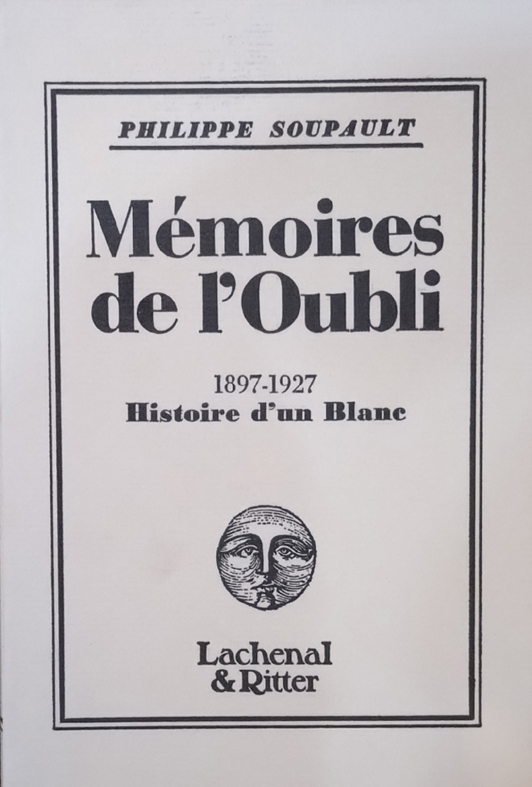 PHILIPPE SOUPAULT
Mémoires
de l'Oubli
1897-1927
Histoire d'un Blanc
Lachenal
& Ritter